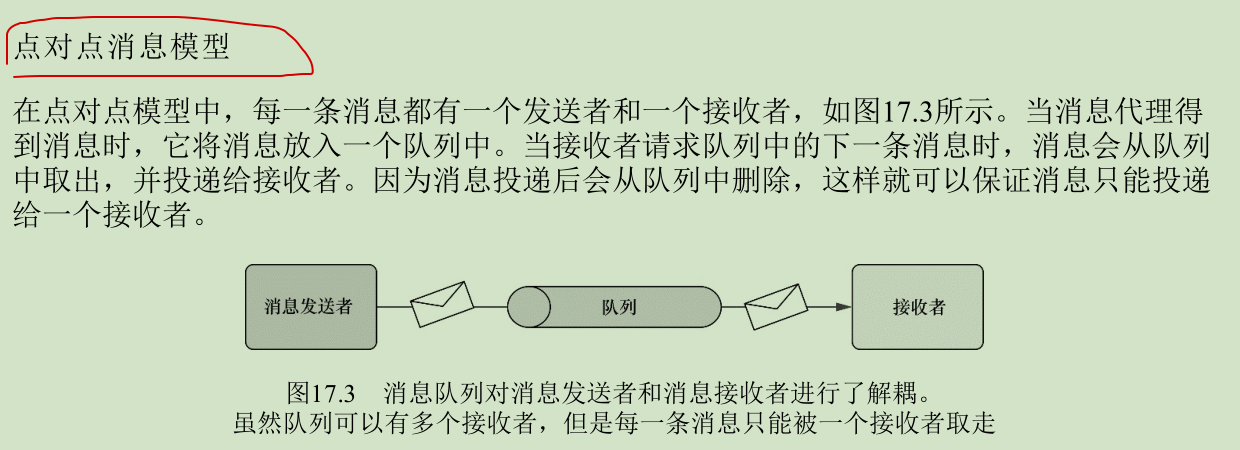 点对点消息模型
在点对点模型中，每一条消息都有一个发送者和一个接收者，如图17.3所示。当消息代理得
到消息时，它将消息放入一个队列中。当接收者请求队列中的下一条消息时，消息会从队列
中取出，并投递给接收者。因为消息投递后会从队列中删除，这样就可以保证消息只能投递
给一个接收者。
消息发送者 队列 接收者
图17.3 消息队列对消息发送者和消息接收者进行了解耦。
虽然队列可以有多个接收者，但是每一条消息只能被一个接收者取走